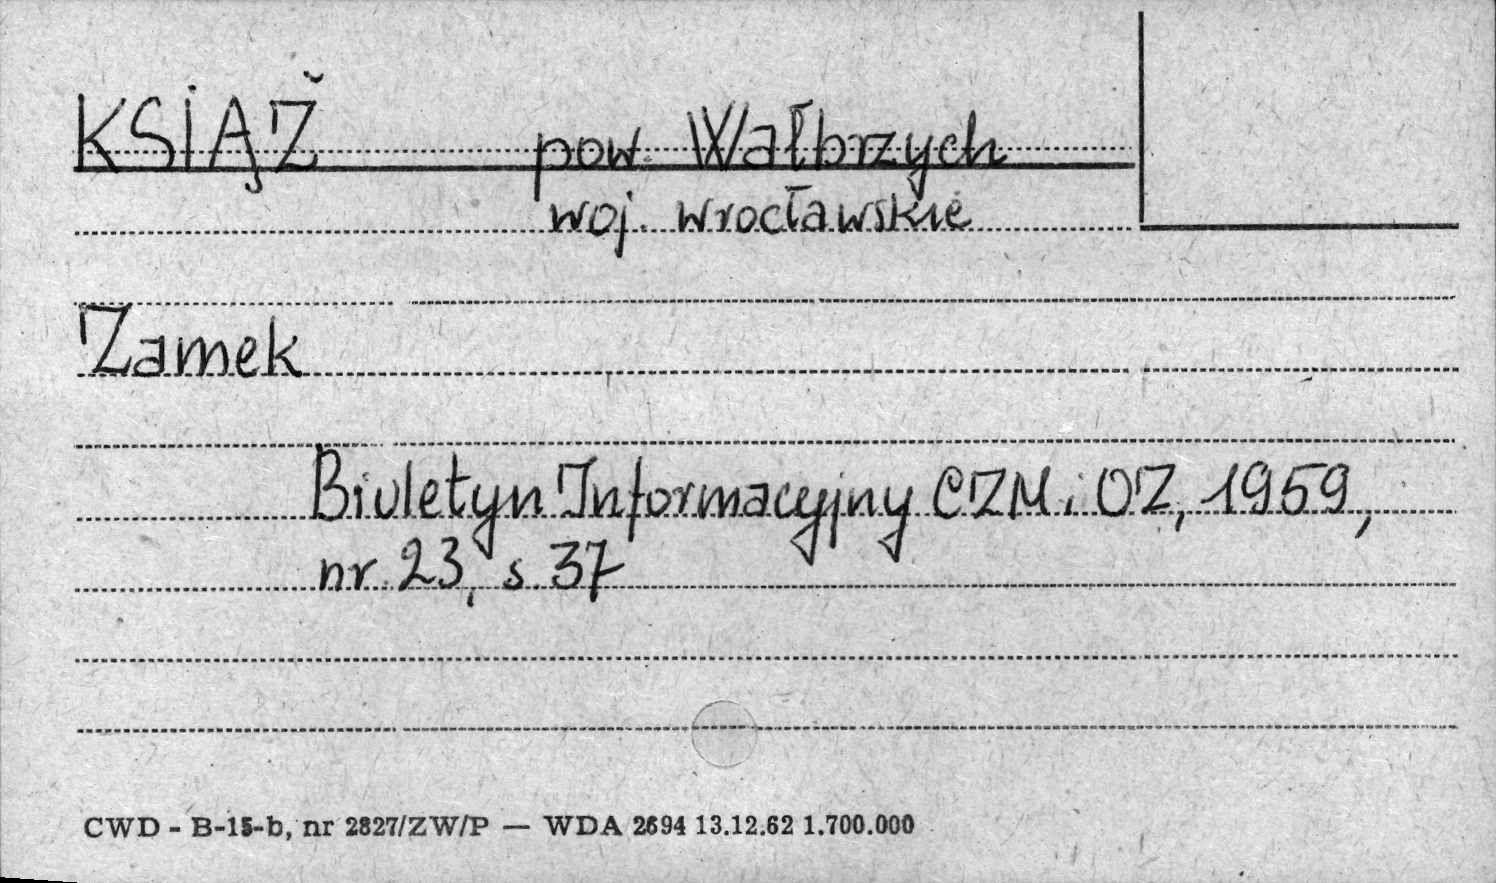 KSIĄŻ pow. Wałbrzych
woj. wrocławskie
Zamek
Biuletyn Informacyjny CZM i OZ, 1959,
nr 23, s 37
CWD - B-15-b, nr 2827/ZW/P — WDA 2694 13.12.62 1.700.000